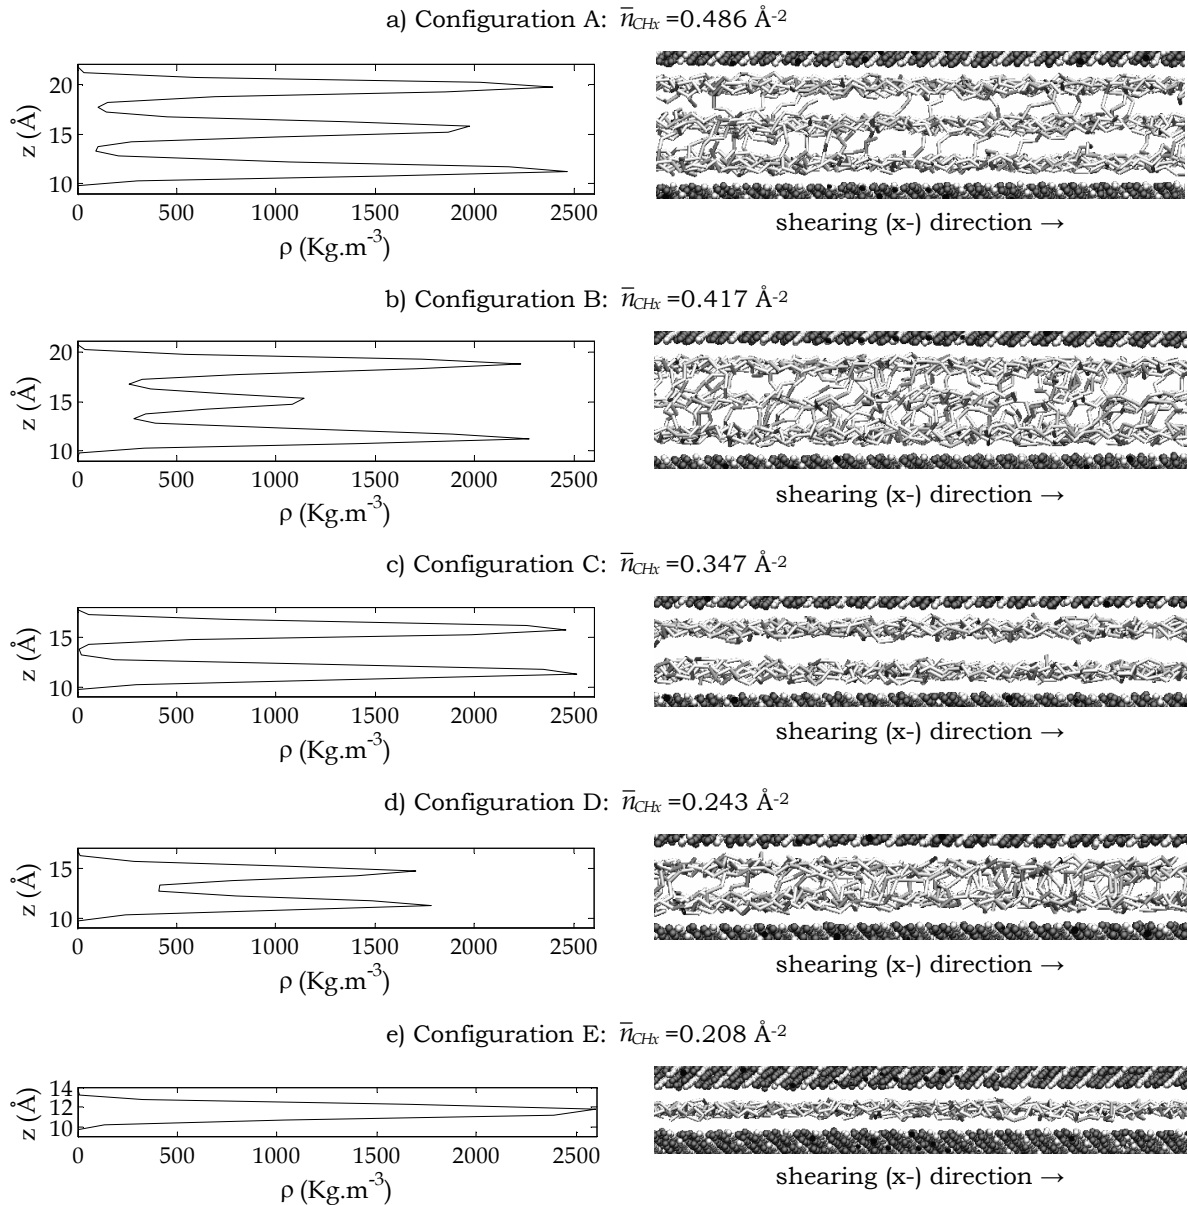 a) Configuration A: n̅CHx =0.486 Å-2
z (Å)
20
15
10
0 500 1000 1500 2000 2500
ρ (Kg.m-3)
shearing (x-) direction →
b) Configuration B: n̅CHx =0.417 Å-2
z (Å)
20
15
10
0 500 1000 1500 2000 2500
ρ (Kg.m-3)
shearing (x-) direction →
c) Configuration C: n̅CHx =0.347 Å-2
z (Å)
15
10
0 500 1000 1500 2000 2500
ρ (Kg.m-3)
shearing (x-) direction →
d) Configuration D: n̅CHx =0.243 Å-2
z (Å)
15
10
0 500 1000 1500 2000 2500
ρ (Kg.m-3)
shearing (x-) direction →
e) Configuration E: n̅CHx =0.208 Å-2
z (Å)
14
12
10
0 500 1000 1500 2000 2500
ρ (Kg.m-3)
shearing (x-) direction →